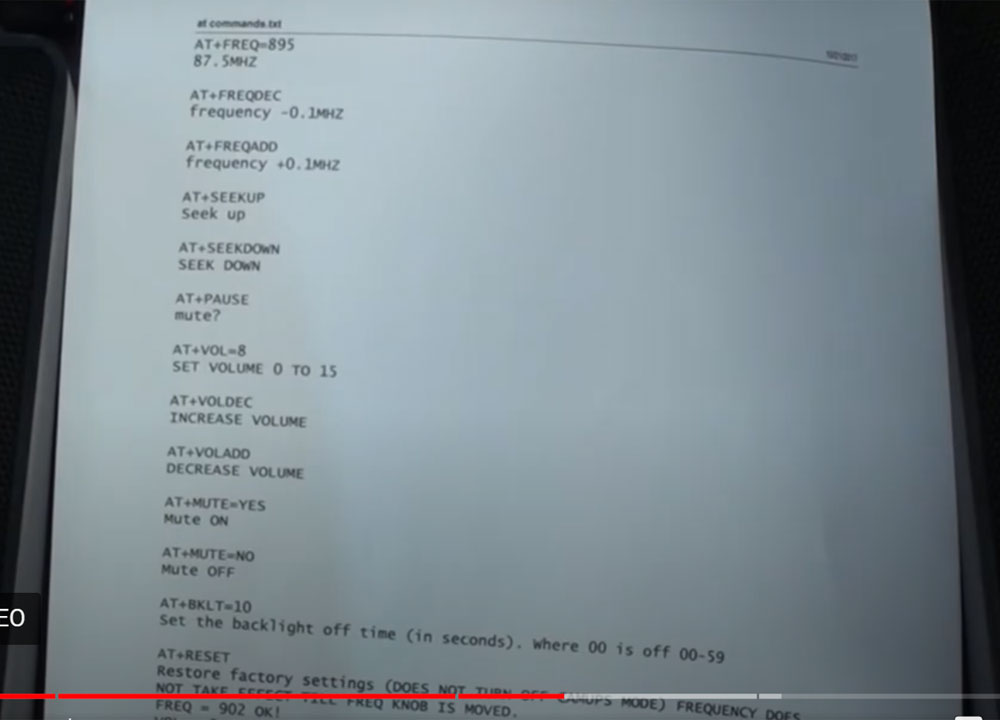 at commands.txt
AT+FREQ=895
87.5MHZ
AT+FREQDEC
frequency -0.1MHZ
AT+FREQADD
frequency +0.1MHZ
AT+SEEKUP
Seek up
AT+SEEKDOWN
SEEK DOWN
AT+PAUSE
mute?
AT+VOL=8
SET VOLUME 0 TO 15
AT+VOLDEC
INCREASE VOLUME
AT+VOLADD
DECREASE VOLUME
AT+MUTE=YES
Mute ON
AT+MUTE=NO
Mute OFF
AT+BKLT=10
Set the backlight off time (in seconds). Where 00 is off 00-59
EO
AT+RESET
Restore factory settings (DOES NOT TURN OFF MODE) FREQUENCY DOES
NOT TAKE EFFECT TILL FREQ KNOB IS MOVED.
FREQ = 902 OK!